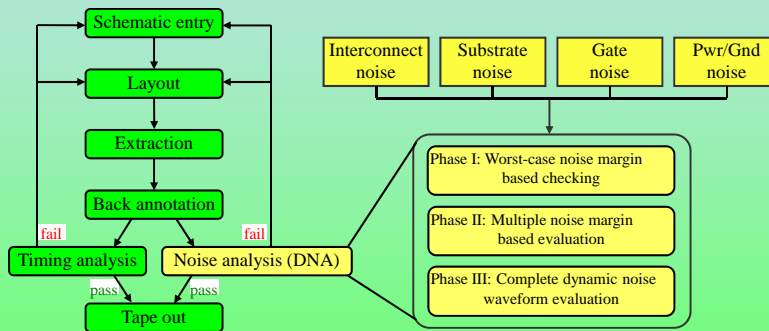 Schematic entry
Layout
Extraction
Back annotation
fail
fail
Timing analysis
Noise analysis (DNA)
pass
pass
Tape out
Interconnect
noise
Substrate
noise
Gate
noise
Pwr/Gnd
noise
Phase I: Worst-case noise margin
based checking
Phase II: Multiple noise margin
based evaluation
Phase III: Complete dynamic noise
waveform evaluation